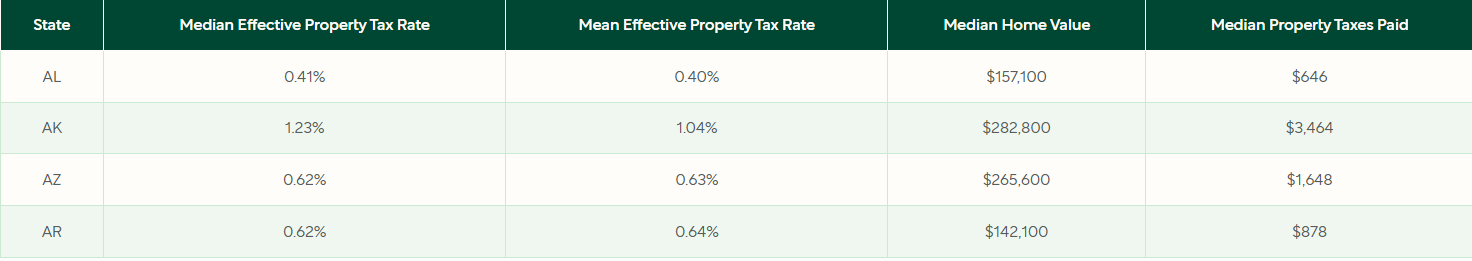 State Median Effective Property Tax Rate Mean Effective Property Tax Rate Median Home Value Median Property Taxes Paid
AL 0.41% 0.40% $157,100 $646
AK 1.23% 1.04% $282,800 $3,464
AZ 0.62% 0.63% $265,600 $1,648
AR 0.62% 0.64% $142,100 $878